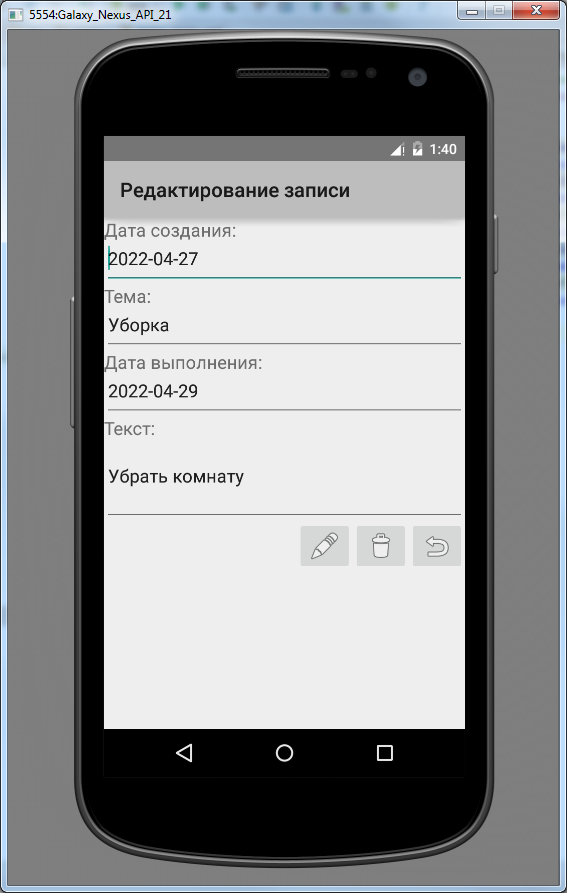 5554:Galaxy_Nexus_API_21
1:40
Редактирование записи
Дата создания:
2022-04-27
Тема:
Уборка
Дата выполнения:
2022-04-29
Текст:
Убрать комнату